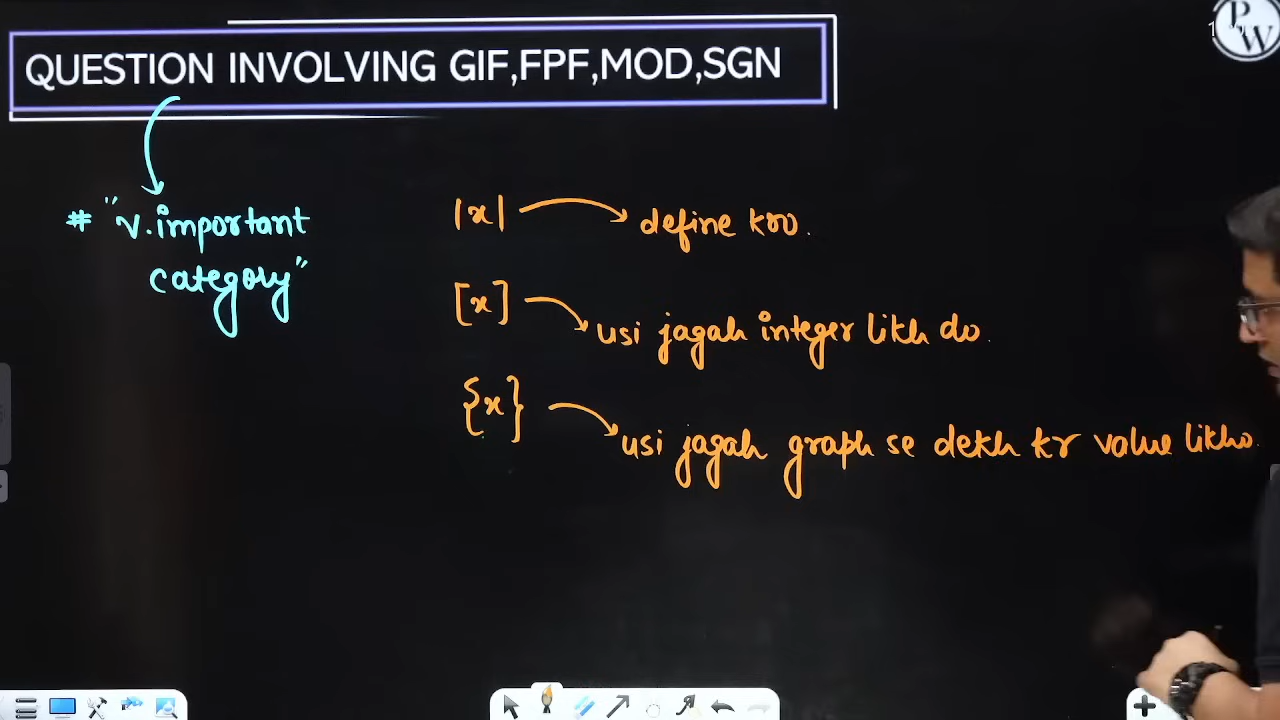 QUESTION INVOLVING GIF,FPF,MOD,SGN
PW
# "v.important
category"
|x| define kro.
[x] usi jagah integer likh do.
{x} usi jagah graph se dekh kr value likho.